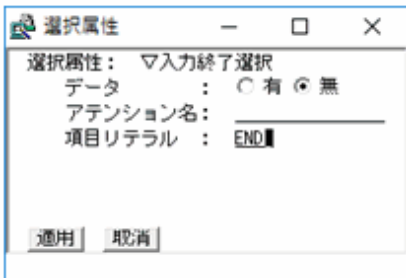 選択属性
選択属性： ▽入力終了選択
データ ： ○有 ◉無
アテンション名：
項目リテラル ： END
適用 取消